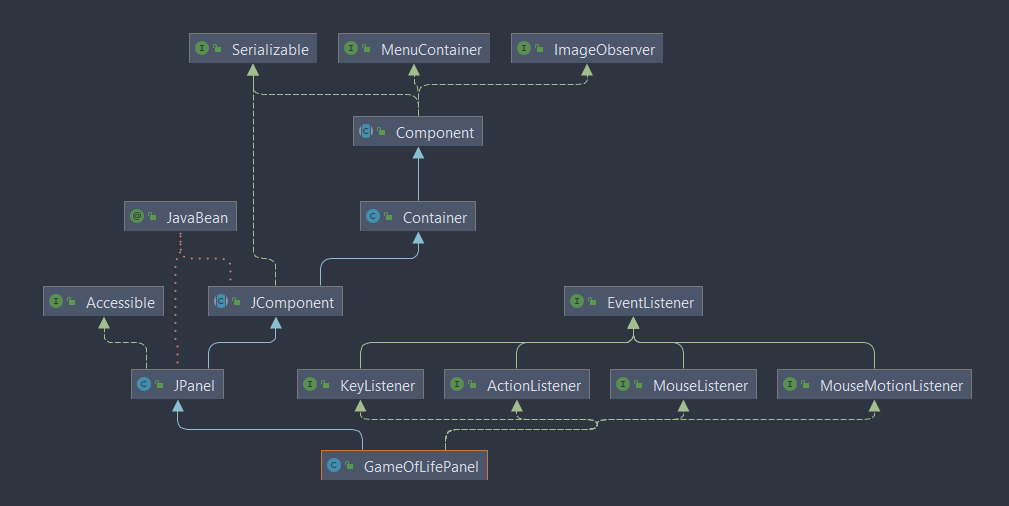 Serializable
MenuContainer
ImageObserver
Component
JavaBean
Container
Accessible
JComponent
EventListener
JPanel
KeyListener
ActionListener
MouseListener
MouseMotionListener
GameOfLifePanel